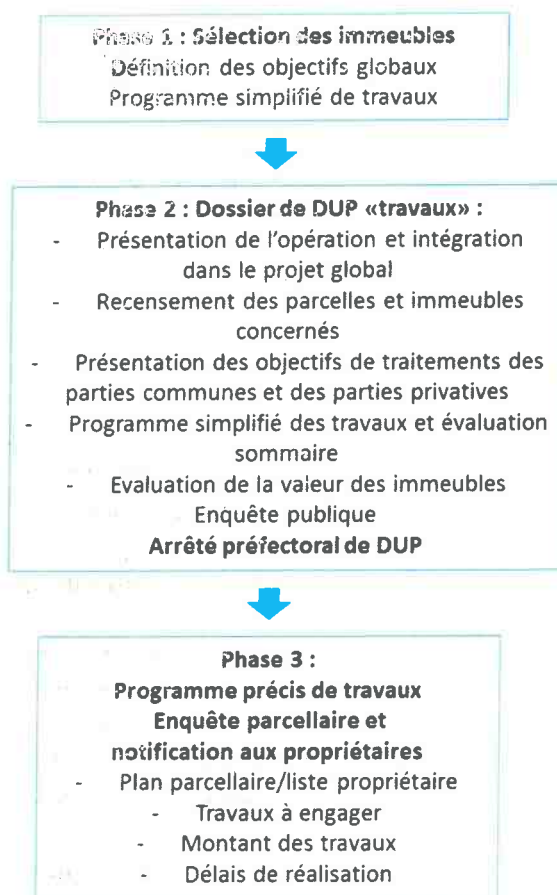 Phase 1 : Sélection des immeubles
Définition des objectifs globaux
Programme simplifié de travaux
Phase 2 : Dossier de DUP «travaux» :
- Présentation de l'opération et intégration
dans le projet global
- Recensement des parcelles et immeubles
concernés
- Présentation des objectifs de traitements des
parties communes et des parties privatives
- Programme simplifié des travaux et évaluation
sommaire
- Evaluation de la valeur des immeubles
Enquête publique
Arrêté préfectoral de DUP
Phase 3 :
Programme précis de travaux
Enquête parcellaire et
notification aux propriétaires
- Plan parcellaire/liste propriétaire
- Travaux à engager
- Montant des travaux
- Délais de réalisation